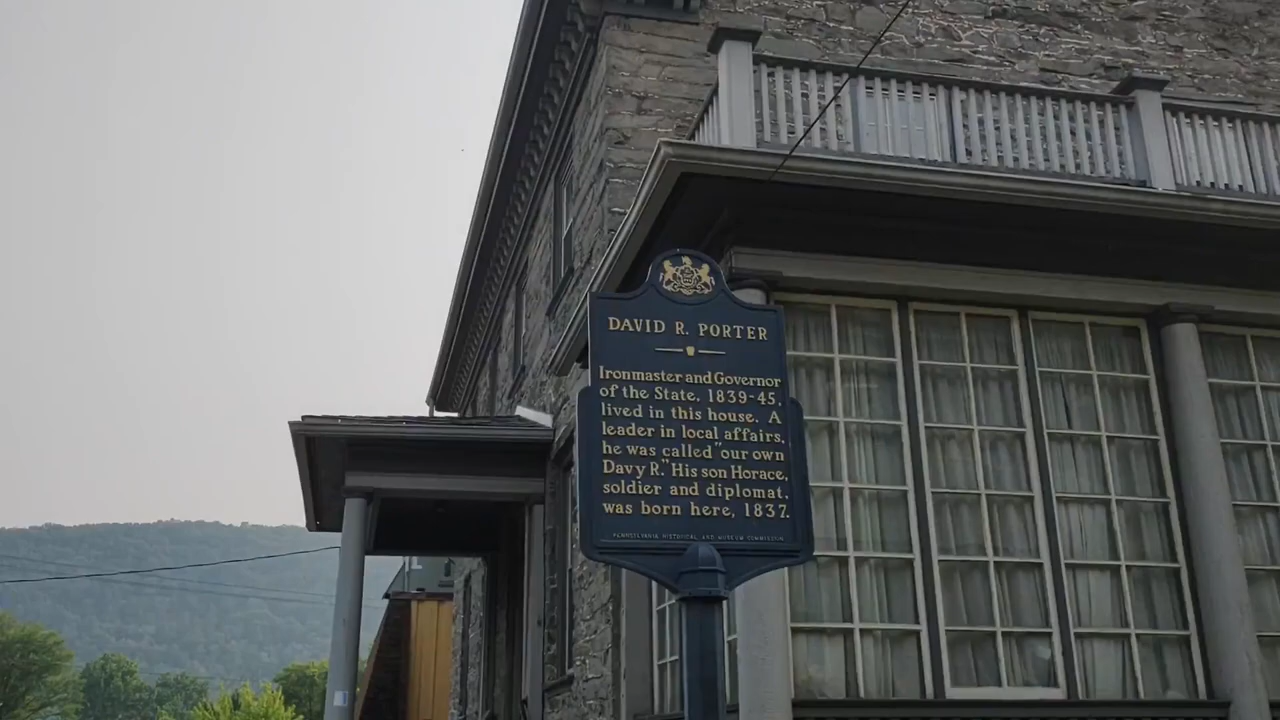 DAVID R. PORTER
Ironmaster and Governor
of the State, 1839-45,
lived in this house. A
leader in local affairs,
he was called "our own
Davy R." His son Horace,
soldier and diplomat,
was born here, 1837.
PENNSYLVANIA HISTORICAL AND MUSEUM COMMISSION